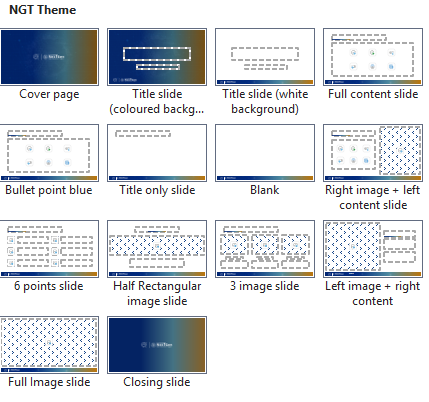 NGT Theme
Cover page
Title slide
(coloured backg...
Title slide (white
background)
Full content slide
Bullet point blue
Title only slide
Blank
Right image + left
content slide
6 points slide
Half Rectangular
image slide
3 image slide
Left image + right
content
Full Image slide
Closing slide